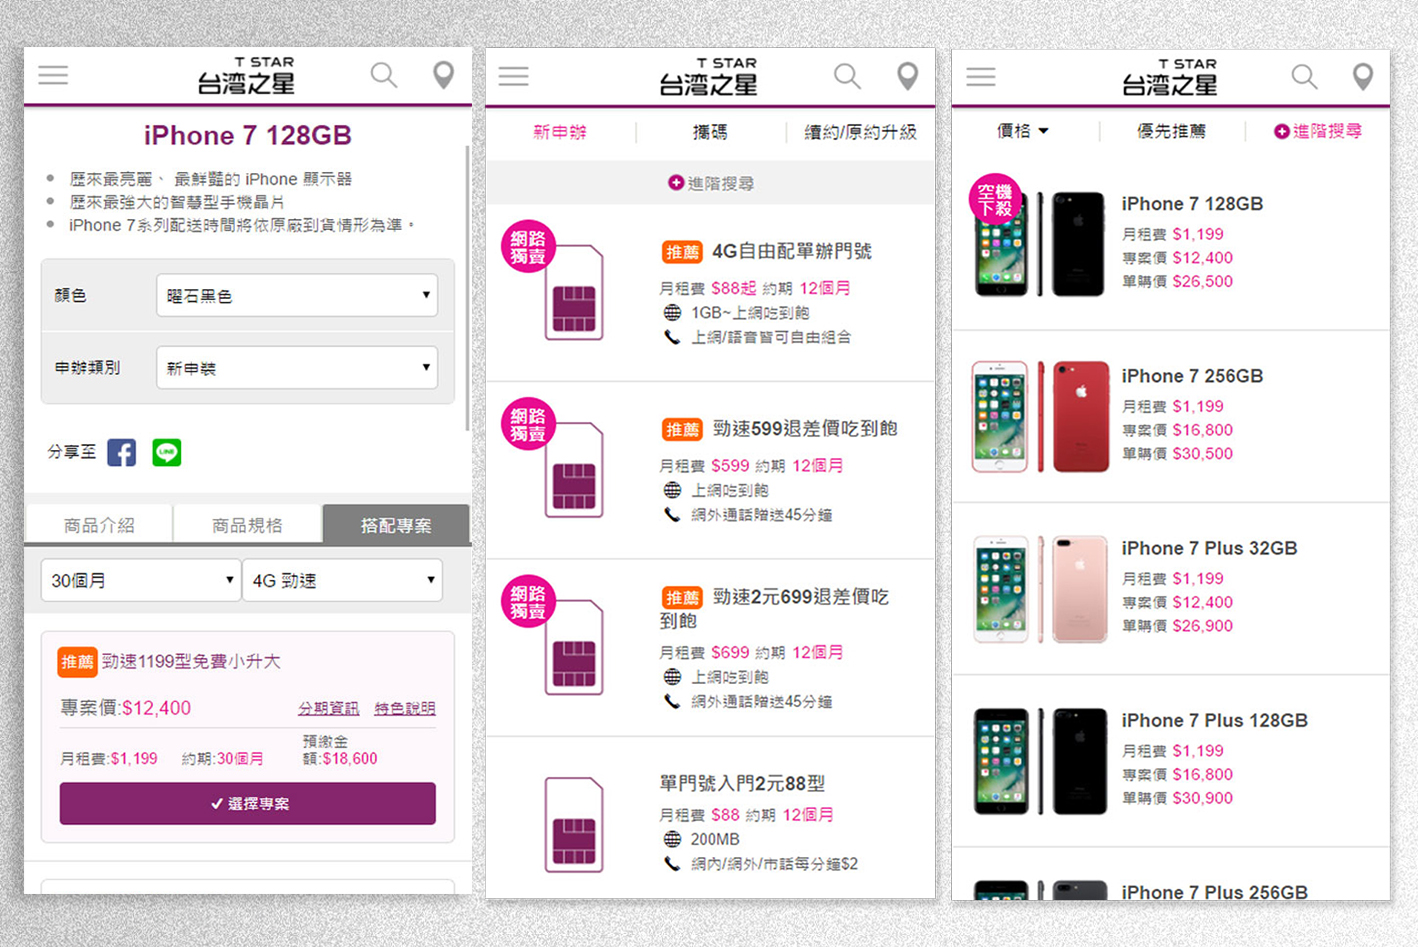 T STAR
台湾之星
iPhone 7 128GB
歷來最亮麗、 最鮮豔的 iPhone 顯示器
歷來最強大的智慧型手機晶片
iPhone 7系列配送時間將依原廠到貨情形為準。
顏色
曜石黑色
申辦類別
新申裝
分享至
LINE
商品介紹
商品規格
搭配專案
30個月
4G 勁速
推薦 勁速1199型免費小升大
專案價:$12,400
分期資訊 特色說明
月租費:$1,199 約期:30個月 預繳金
額:$18,600
選擇專案
T STAR
台湾之星
新申辦
攜碼
續約/原約升級
進階搜尋
網路
獨賣
推薦 4G自由配單辦門號
月租費 $88起 約期 12個月
1GB~上網吃到飽
上網/語音皆可自由組合
網路
獨賣
推薦 勁速599退差價吃到飽
月租費 $599 約期 12個月
上網吃到飽
網外通話贈送45分鐘
網路
獨賣
推薦 勁速2元699退差價吃
到飽
月租費 $699 約期 12個月
上網吃到飽
網外通話贈送45分鐘
單門號入門2元88型
月租費 $88 約期 12個月
200MB
網內/網外/市話每分鐘$2
T STAR
台湾之星
價格
優先推薦
進階搜尋
空機
下殺
iPhone 7 128GB
月租費 $1,199
專案價 $12,400
單購價 $26,500
iPhone 7 256GB
月租費 $1,199
專案價 $16,800
單購價 $30,500
iPhone 7 Plus 32GB
月租費 $1,199
專案價 $12,400
單購價 $26,900
iPhone 7 Plus 128GB
月租費 $1,199
專案價 $16,800
單購價 $30,900
iPhone 7 Plus 256GB